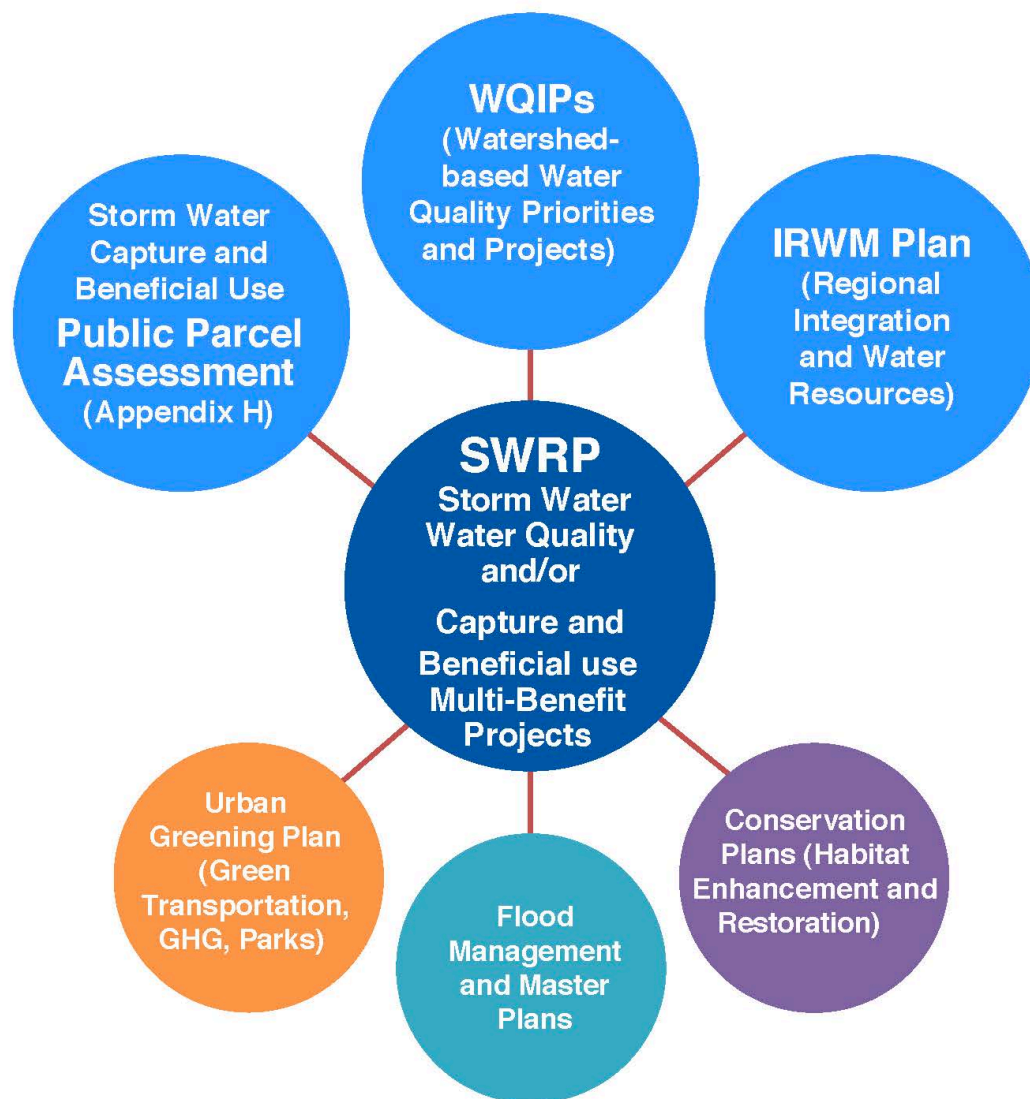 WQIPs
(Watershed-
based Water
Quality Priorities
and Projects)
Storm Water
Capture and
Beneficial Use
Public Parcel
Assessment
(Appendix H)
IRWM Plan
(Regional
Integration
and Water
Resources)
SWRP
Storm Water
Water Quality
and/or
Capture and
Beneficial use
Multi-Benefit
Projects
Urban
Greening Plan
(Green
Transportation,
GHG, Parks)
Flood
Management
and Master
Plans
Conservation
Plans (Habitat
Enhancement and
Restoration)